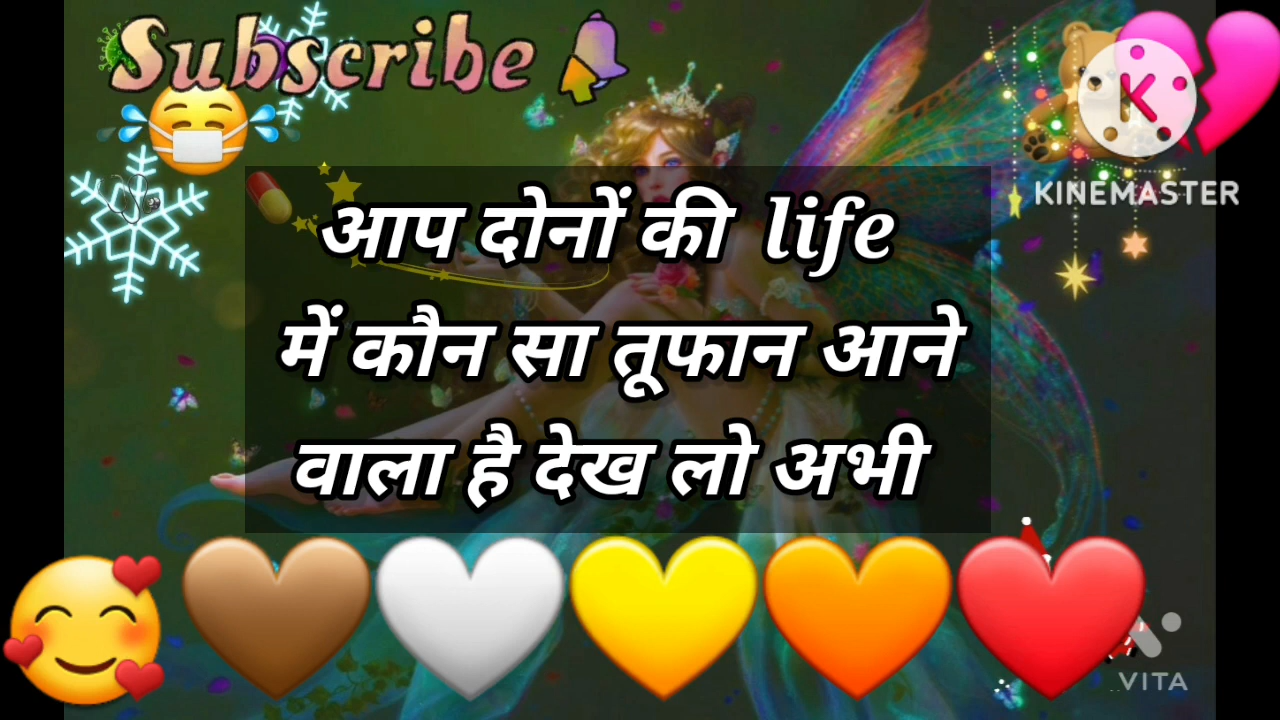 Subscribe
KINEMASTER
आप दोनों की life
में कौन सा तूफान आने
वाला है देख लो अभी
VITA